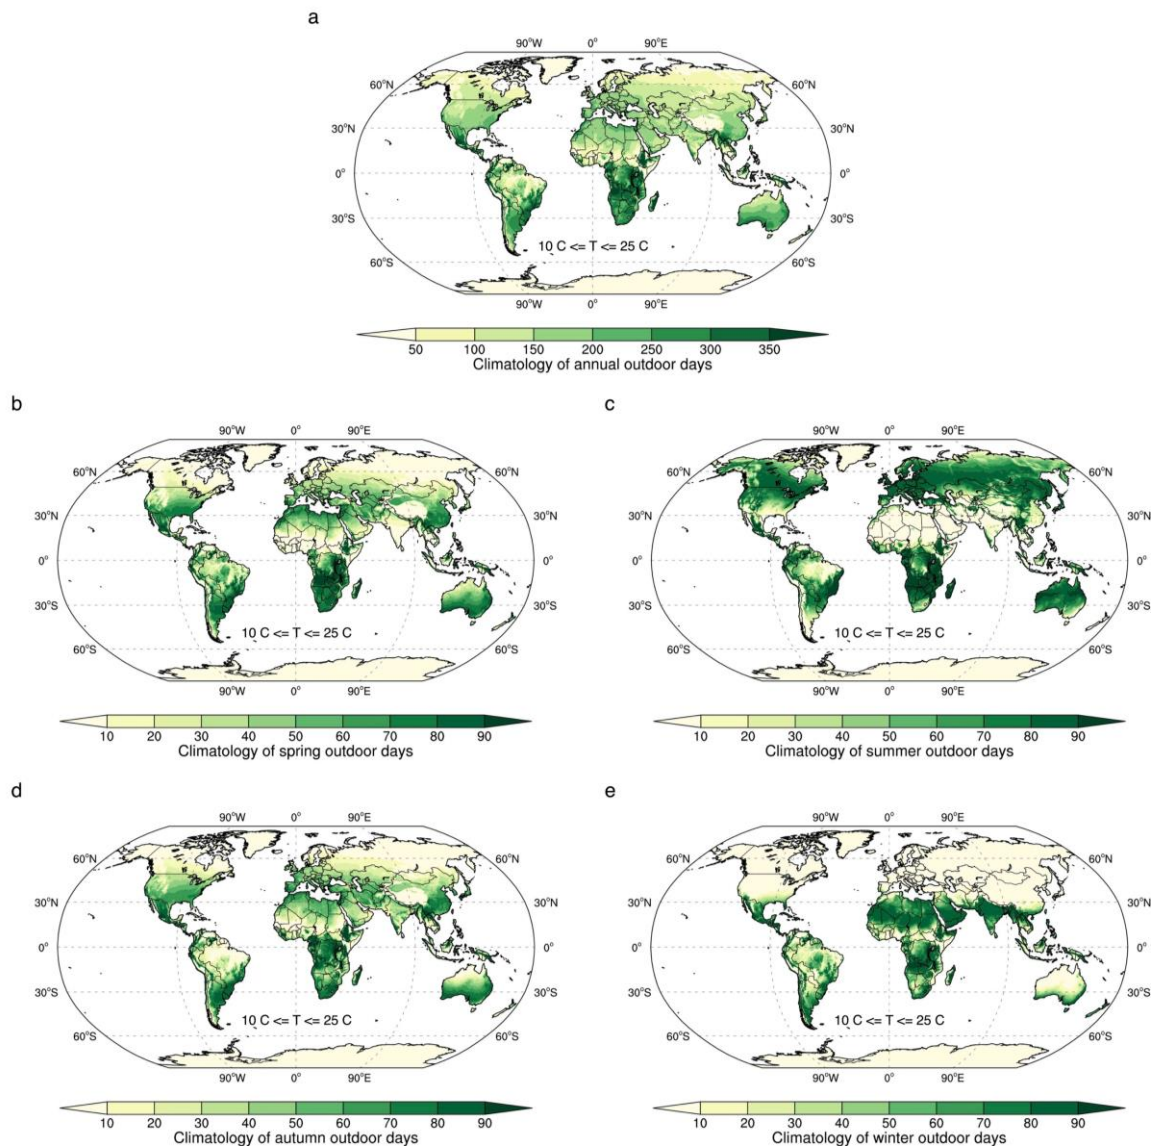 a
90°W 0° 90°E
60°N
30°N
0°
30°S
60°S
10 C <= T <= 25 C
90°W 0° 90°E
50 100 150 200 250 300 350
Climatology of annual outdoor days
b
90°W 0° 90°E
60°N 60°N
30°N 30°N
0° 0°
30°S 30°S
60°S 60°S
10 C <= T <= 25 C
90°W 0° 90°E
10 20 30 40 50 60 70 80 90
Climatology of spring outdoor days
c
90°W 0° 90°E
60°N 60°N
30°N 30°N
0° 0°
30°S 30°S
60°S 60°S
10 C <= T <= 25 C
90°W 0° 90°E
10 20 30 40 50 60 70 80 90
Climatology of summer outdoor days
d
90°W 0° 90°E
60°N 60°N
30°N 30°N
0° 0°
30°S 30°S
60°S 60°S
10 C <= T <= 25 C
90°W 0° 90°E
10 20 30 40 50 60 70 80 90
Climatology of autumn outdoor days
e
90°W 0° 90°E
60°N 60°N
30°N 30°N
0° 0°
30°S 30°S
60°S 60°S
10 C <= T <= 25 C
90°W 0° 90°E
10 20 30 40 50 60 70 80 90
Climatology of winter outdoor days